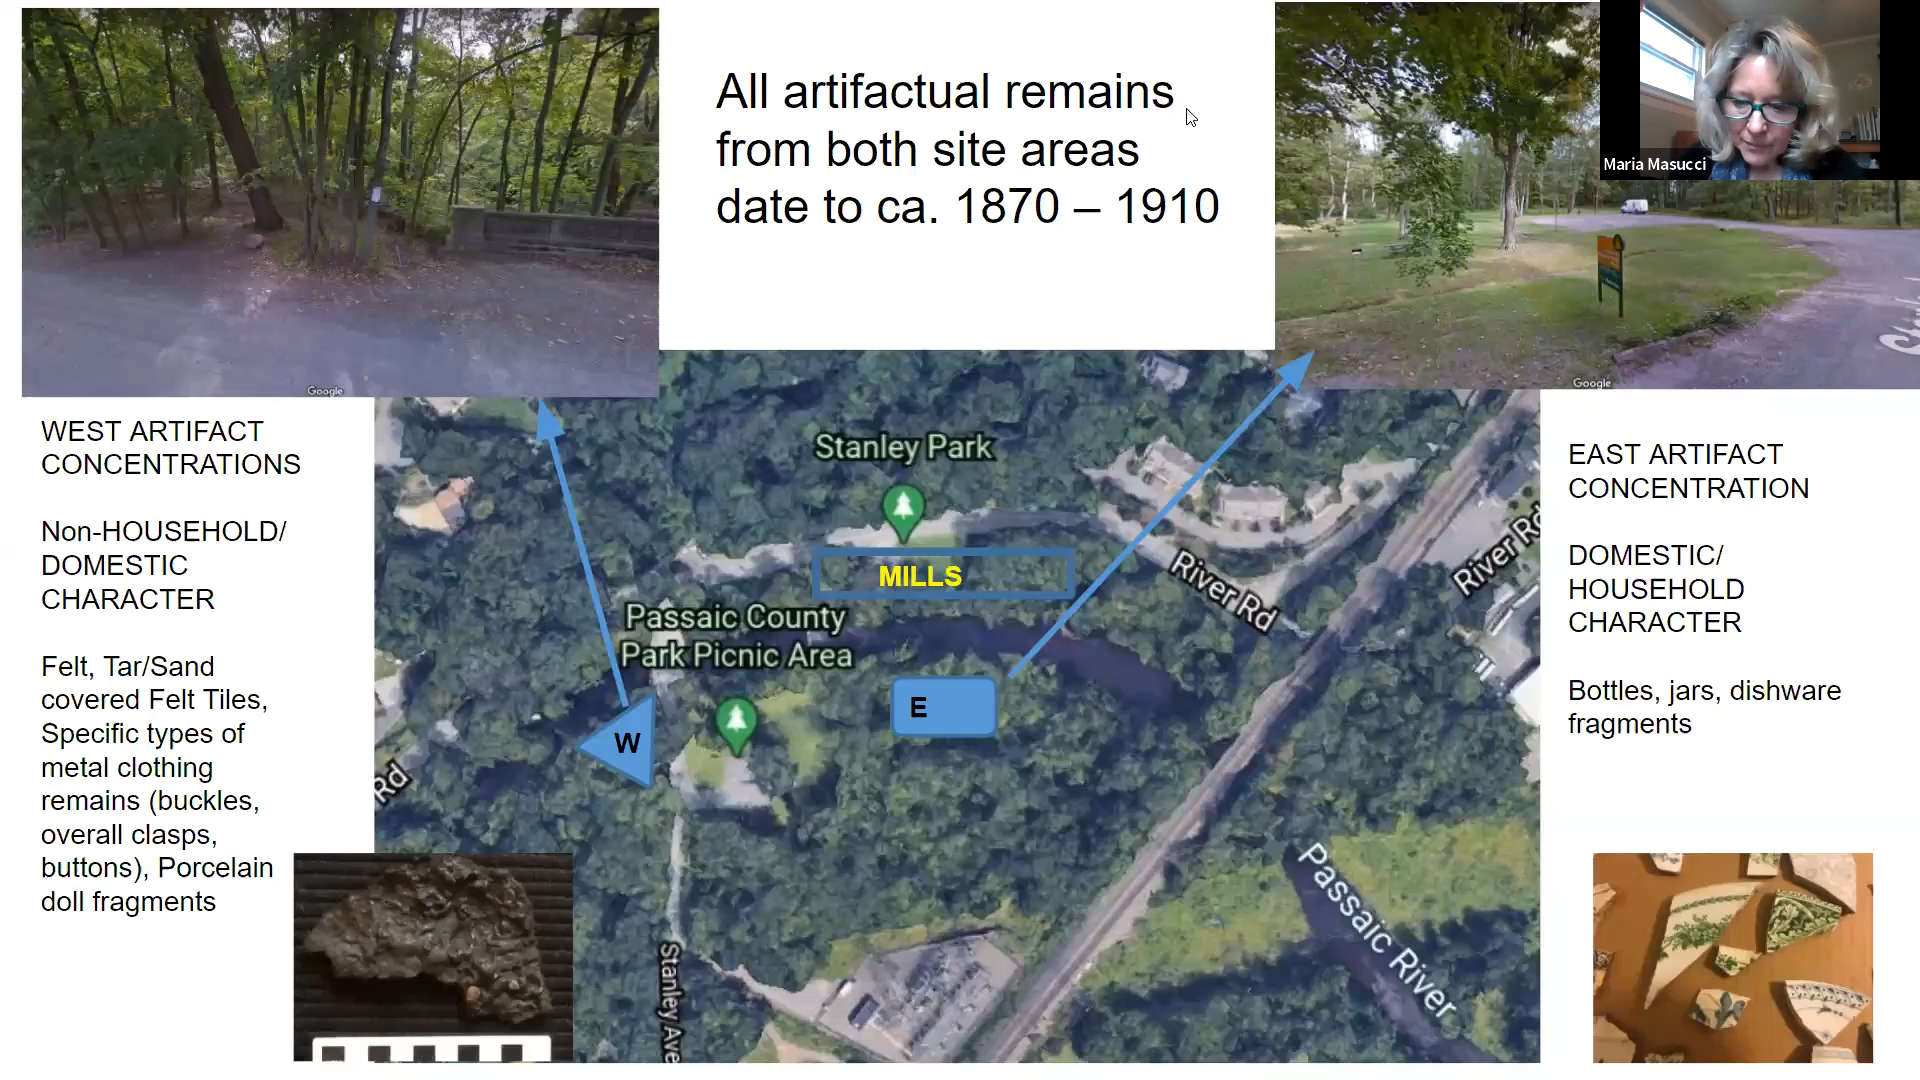 All artifactual remains
from both site areas
date to ca. 1870 – 1910
Maria Masucci
Google
Google
WEST ARTIFACT
CONCENTRATIONS
Non-HOUSEHOLD/
DOMESTIC
CHARACTER
Felt, Tar/Sand
covered Felt Tiles,
Specific types of
metal clothing
remains (buckles,
overall clasps,
buttons), Porcelain
doll fragments
Stanley Park
MILLS
River Rd
River Rd
Passaic County
Park Picnic Area
W
E
Rd
Stanley Ave
Passaic River
EAST ARTIFACT
CONCENTRATION
DOMESTIC/
HOUSEHOLD
CHARACTER
Bottles, jars, dishware
fragments